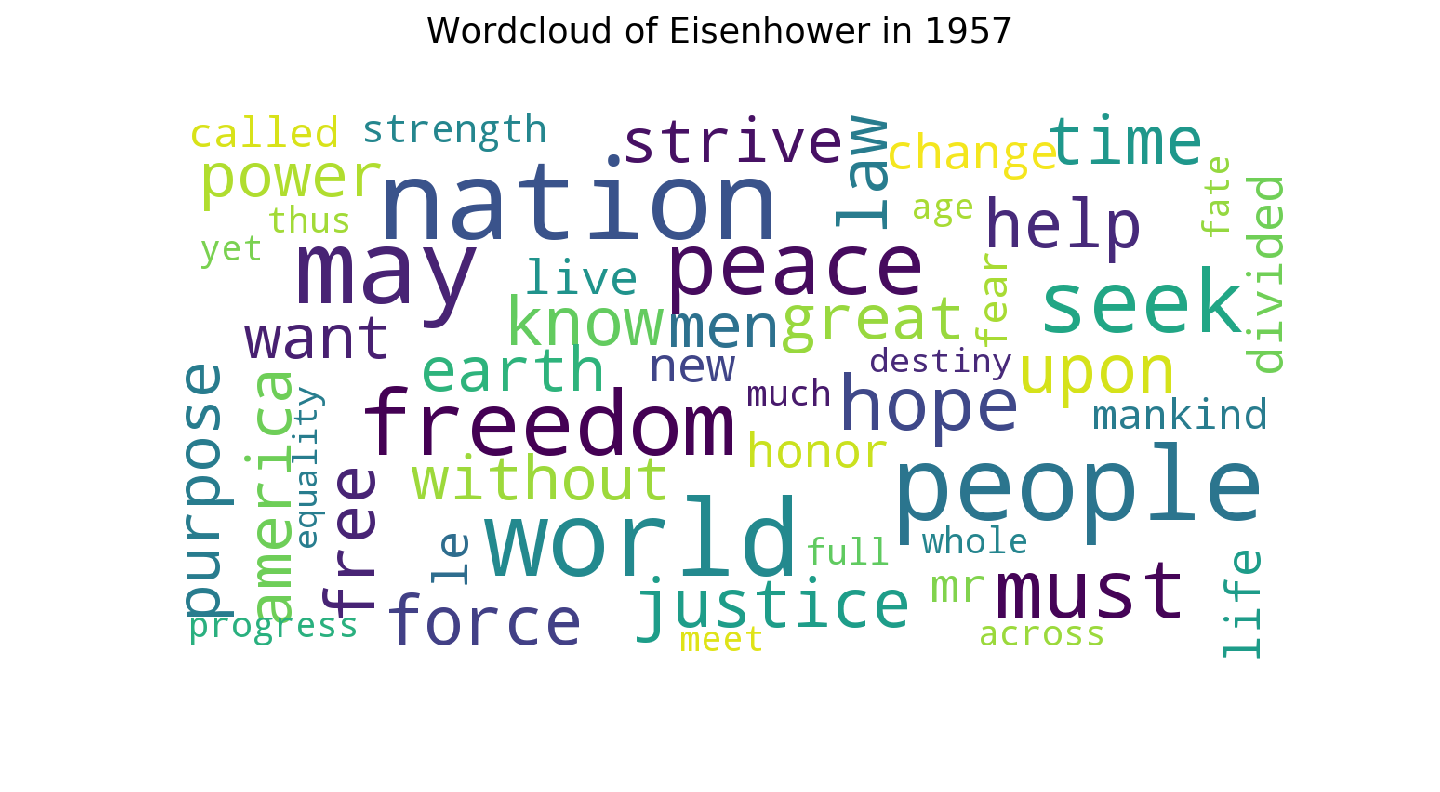 Wordcloud of Eisenhower in 1957
called
strength
strive
law
change
time
power
nation
thus
age
help
fate
divided
yet
may
live
peace
fear
seek
want
know
men
great
earth
new
destiny
upon
purpose
america
equality
freedom
much
hope
mankind
free
without
honor
people
le
world
full
whole
progress
force
justice
meet
mr
must
across
life